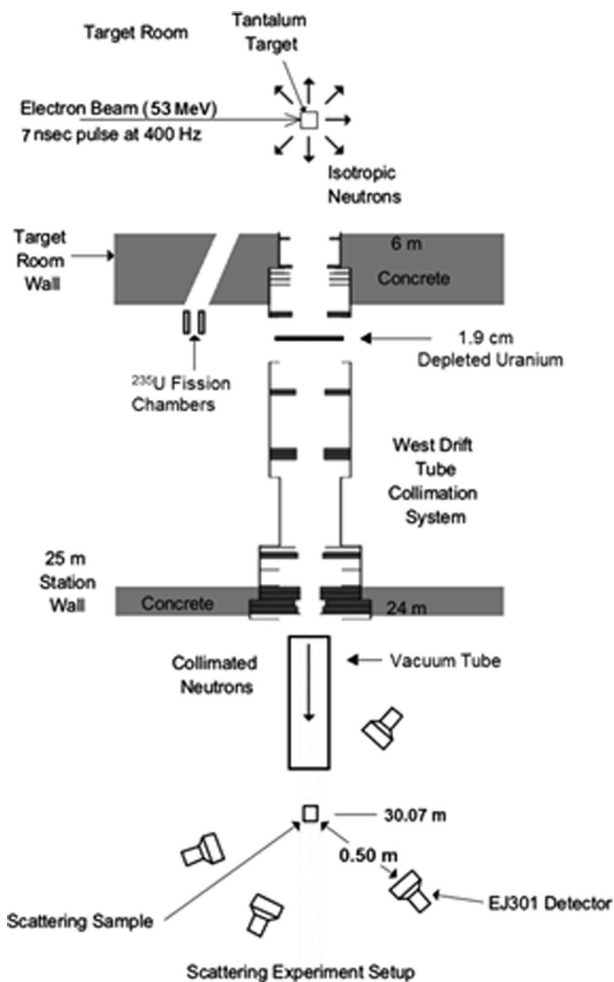 Target Room
Tantalum
Target
Electron Beam (53 MeV)
7 nsec pulse at 400 Hz
Isotropic
Neutrons
Target
Room
Wall
6 m
Concrete
1.9 cm
Depleted Uranium
235U Fission
Chambers
West Drift
Tube
Collimation
System
25 m
Station
Wall
Concrete
24 m
Collimated
Neutrons
Vacuum Tube
30.07 m
0.50 m
Scattering Sample
EJ301 Detector
Scattering Experiment Setup